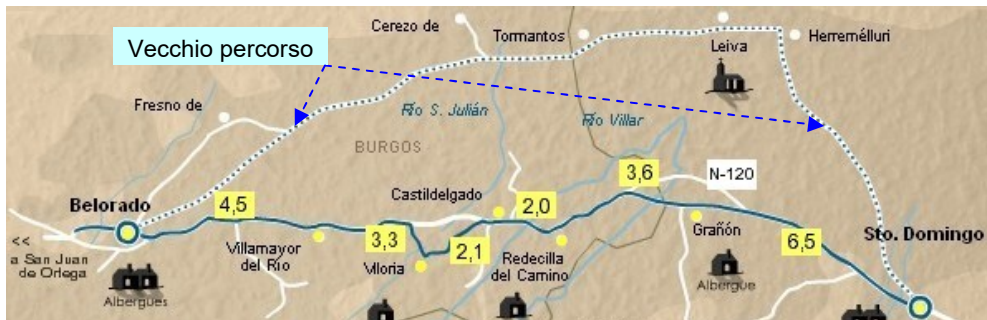 Cerezo de
Tormantos
Herremélluri
Leiva
Vecchio percorso
Fresno de
Río S. Julián
Río Villar
BURGOS
Castildelgado
3,6
N-120
Belorado
4,5
2,0
Grañón
Sto. Domingo
<<
a San Juan
de Ortega
Villamayor
del Río
3,3
2,1
6,5
Viloria
Redecilla
del Camino
Albergue
Albergues